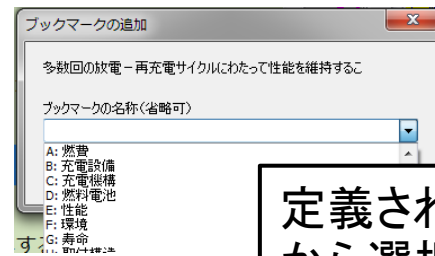 ブックマークの追加
多数回の放電－再充電サイクルにわたって性能を維持するこ
ブックマークの名称（省略可）
A: 燃費
B: 充電設備
C: 充電機構
D: 燃料電池
E: 性能
F: 環境
G: 寿命
する
定義され
から選